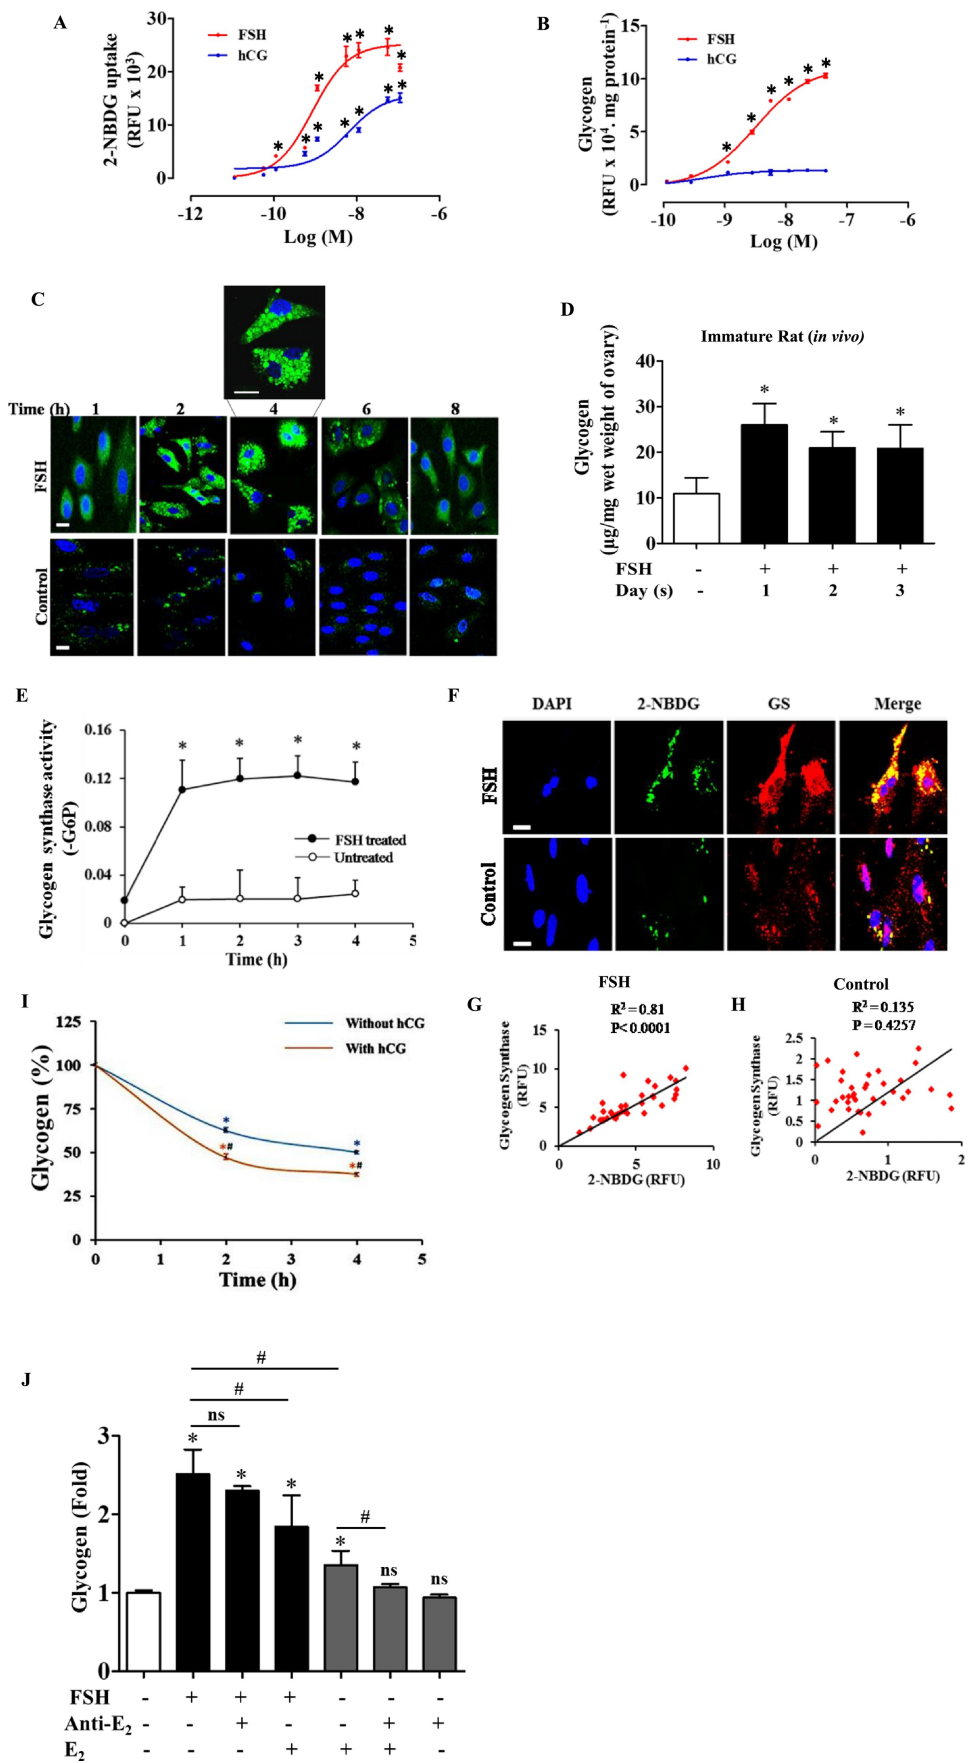 A
2-NBDG uptake
(RFU x 10³)
30
20
10
0
FSH
hCG
-12 -10 -8 -6
Log (M)
B
Glycogen
(RFU x 10⁴. mg protein⁻¹)
15
10
5
0
FSH
hCG
-10 -9 -8 -7 -6
Log (M)
C
Time (h) 1 2 4 6 8
FSH
Control
D
Immature Rat (in vivo)
Glycogen
(µg/mg wet weight of ovary)
40
30
20
10
0
* * *
FSH - + + +
Day (s) - 1 2 3
E
Glycogen synthase activity
(-G6P)
0.16
0.12
0.08
0.04
0
* * * *
FSH treated
Untreated
0 1 2 3 4 5
Time (h)
F
DAPI 2-NBDG GS Merge
FSH
Control
I
Glycogen (%)
125
100
75
50
25
0
Without hCG
With hCG
* *
*# *#
0 1 2 3 4 5
Time (h)
G
FSH
R² = 0.81
P< 0.0001
Glycogen Synthase
(RFU)
15
10
5
0
0 5 10
2-NBDG (RFU)
H
Control
R² = 0.135
P = 0.4257
Glycogen Synthase
(RFU)
2.5
2
1.5
1
0.5
0
0 1 2
2-NBDG (RFU)
J
Glycogen (Fold)
3
2
1
0
#
#
ns
* * * * ns ns
#
FSH - + + + - - -
Anti-E₂ - - + - - + +
E₂ - - - + + + -